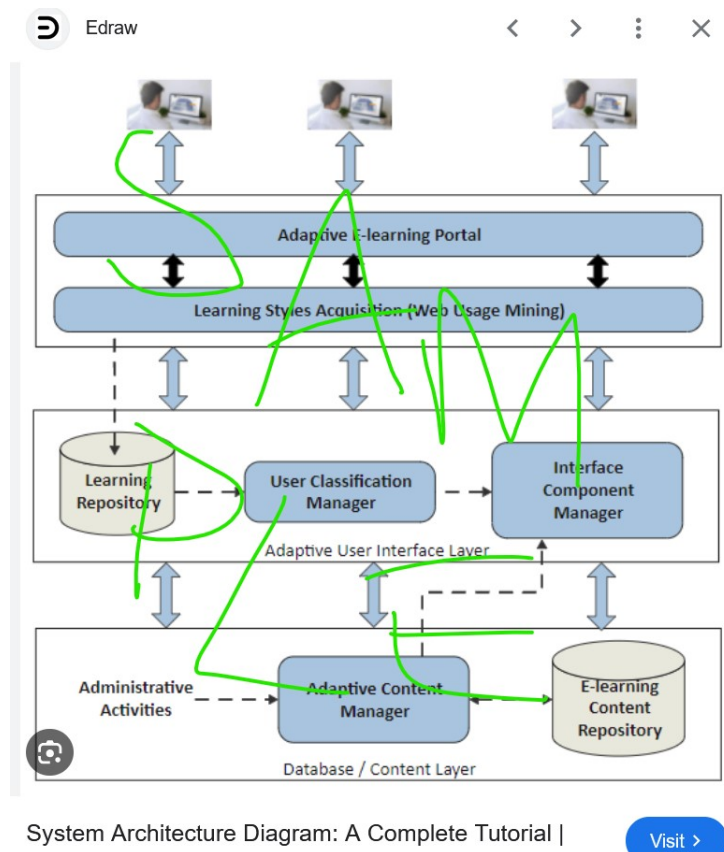 Edraw
Adaptive E-learning Portal
Learning Styles Acquisition (Web Usage Mining)
Learning
Repository
User Classification
Manager
Interface
Component
Manager
Adaptive User Interface Layer
Administrative
Activities
Adaptive Content
Manager
E-learning
Content
Repository
Database / Content Layer
SAMPLE
System Architecture Diagram: A Complete Tutorial |
Visit >